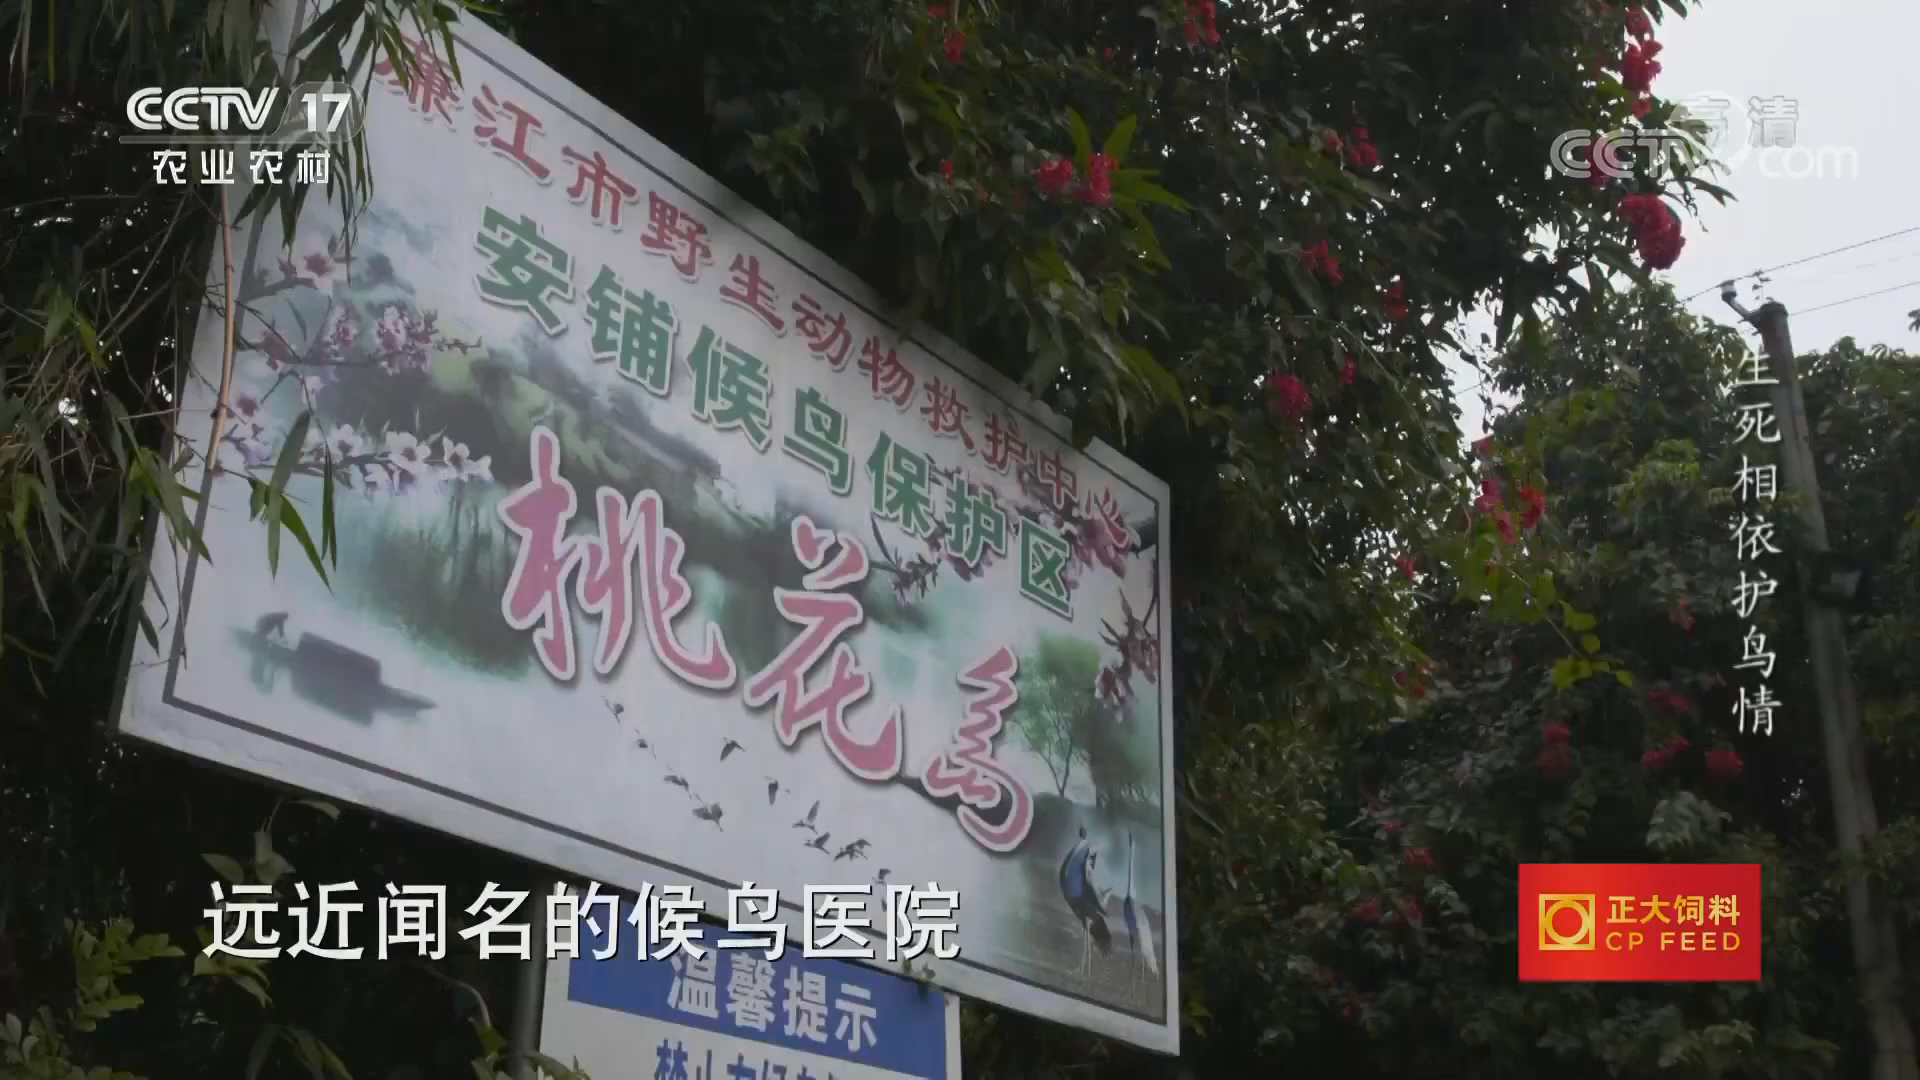 CCTV 17
农业农村
高清
CCTV.com
廉江市野生动物救护中心
安铺候鸟保护区
桃花岛
生死相依护鸟情
远近闻名的候鸟医院
正大饲料
CP FEED
温馨提示
禁止在